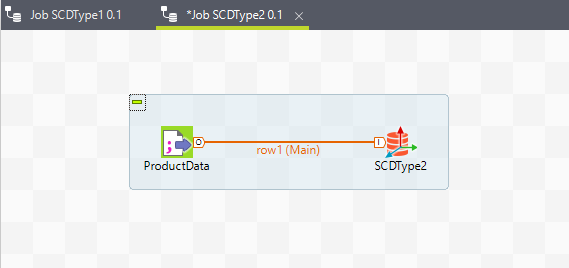 Job SCDType1 0.1
*Job SCDType2 0.1
row1 (Main)
ProductData
SCDType2